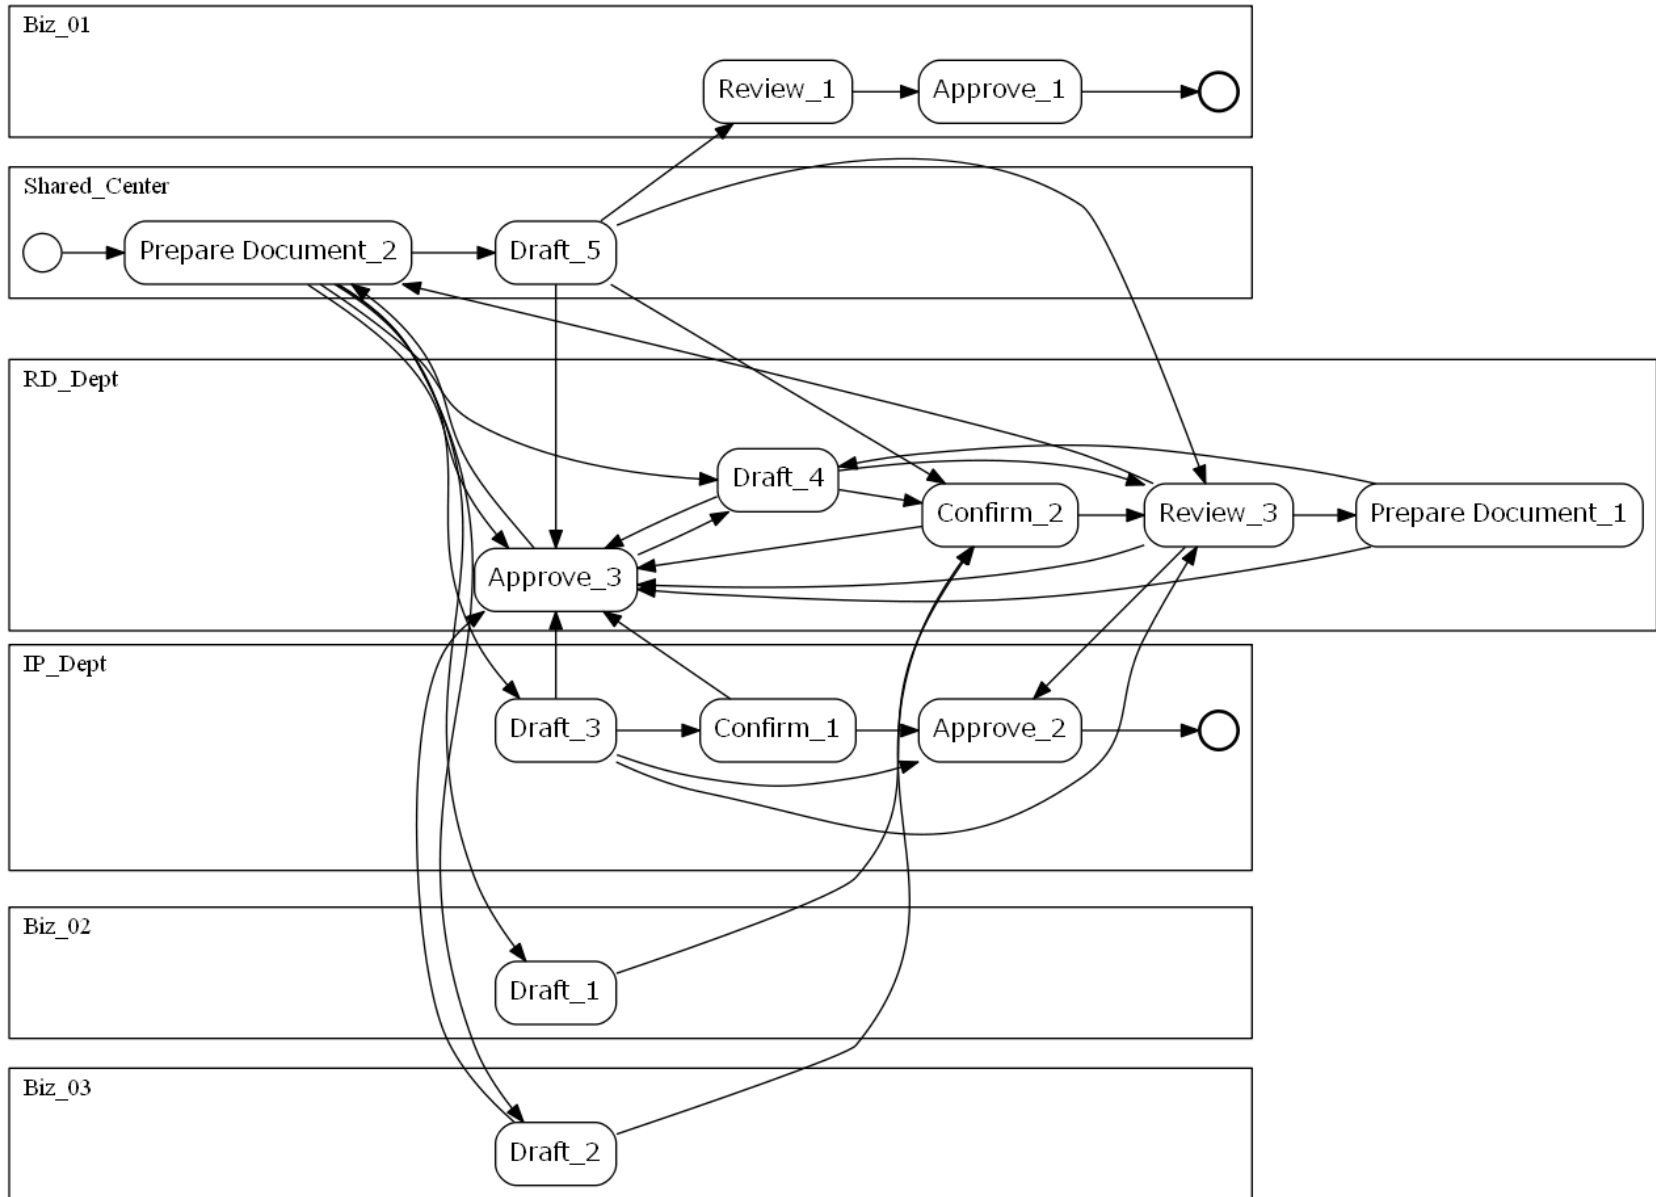 Biz_01
Review_1
Approve_1
Shared_Center
Prepare Document_2
Draft_5
RD_Dept
Draft_4
Confirm_2
Review_3
Prepare Document_1
Approve_3
IP_Dept
Draft_3
Confirm_1
Approve_2
Biz_02
Draft_1
Biz_03
Draft_2